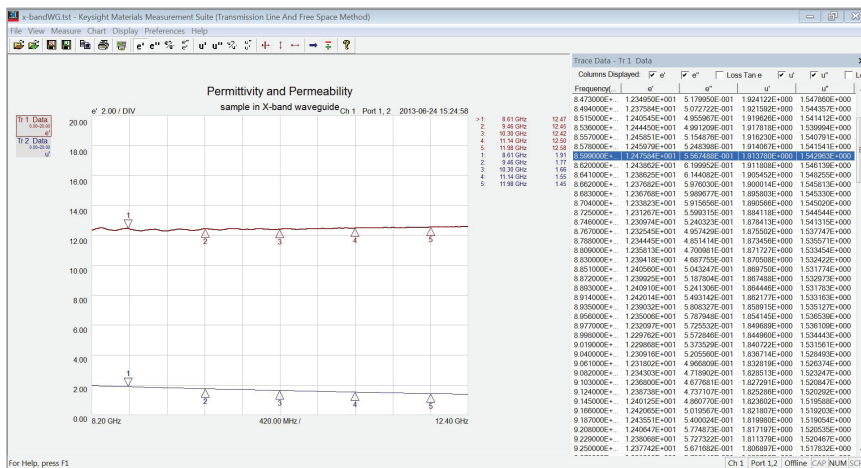 x-bandWG.tst - Keysight Materials Measurement Suite (Transmission Line And Free Space Method)
File View Measure Chart Display Preferences Help
e' e'' u' u''
Permittivity and Permeability
sample in X-band waveguide
Ch 1 Port 1, 2 2013-06-24 15:24:58
e' 2.00 / DIV
Tr 1 Data
0.00~20.00
e'
Tr 2 Data
0.00~20.00
u'
20.00
18.00
16.00
14.00
12.00
10.00
8.00
6.00
4.00
2.00
0.00
1
2
3
4
5
1
2
3
4
5
8.20 GHz
420.00 MHz /
12.40 GHz
> 1: 8.61 GHz 12.47
2: 9.46 GHz 12.45
3: 10.30 GHz 12.42
4: 11.14 GHz 12.50
5: 11.98 GHz 12.58
1: 8.61 GHz 1.91
2: 9.46 GHz 1.77
3: 10.30 GHz 1.66
4: 11.14 GHz 1.55
5: 11.98 GHz 1.45
Trace Data - Tr 1 Data
Columns Displayed: e' e'' Loss Tan e u' u''
Frequency(... e' e'' u' u''
8.473000E+... 1.234950E+001 5.179950E-001 1.924122E+000 1.547860E+000
8.494000E+... 1.237584E+001 5.072722E-001 1.921592E+000 1.544357E+000
8.515000E+... 1.240545E+001 4.955967E-001 1.919626E+000 1.541412E+000
8.536000E+... 1.244450E+001 4.991209E-001 1.917818E+000 1.539994E+000
8.557000E+... 1.245851E+001 5.154876E-001 1.916230E+000 1.540791E+000
8.578000E+... 1.245979E+001 5.248398E-001 1.914067E+000 1.541541E+000
8.599000E+... 1.247584E+001 5.567488E-001 1.913780E+000 1.542963E+000
8.620000E+... 1.243862E+001 6.199952E-001 1.911808E+000 1.546139E+000
8.641000E+... 1.238625E+001 6.144082E-001 1.905452E+000 1.548255E+000
8.662000E+... 1.237682E+001 5.976030E-001 1.900014E+000 1.545813E+000
8.683000E+... 1.236768E+001 5.989677E-001 1.895803E+000 1.545330E+000
8.704000E+... 1.233823E+001 5.915656E-001 1.890566E+000 1.545020E+000
8.725000E+... 1.231267E+001 5.599315E-001 1.884118E+000 1.544544E+000
8.746000E+... 1.230974E+001 5.240323E-001 1.878413E+000 1.541315E+000
8.767000E+... 1.232545E+001 4.957429E-001 1.875502E+000 1.537747E+000
8.788000E+... 1.234445E+001 4.851414E-001 1.873456E+000 1.535571E+000
8.809000E+... 1.235813E+001 4.700981E-001 1.871727E+000 1.533454E+000
8.830000E+... 1.239418E+001 4.687755E-001 1.870508E+000 1.532422E+000
8.851000E+... 1.240560E+001 5.043247E-001 1.869750E+000 1.531774E+000
8.872000E+... 1.239925E+001 5.187804E-001 1.867488E+000 1.532973E+000
8.893000E+... 1.240910E+001 5.241306E-001 1.864446E+000 1.531783E+000
8.914000E+... 1.242014E+001 5.493142E-001 1.862177E+000 1.533163E+000
8.935000E+... 1.239032E+001 5.808327E-001 1.858915E+000 1.535127E+000
8.956000E+... 1.235006E+001 5.787948E-001 1.854145E+000 1.536539E+000
8.977000E+... 1.232097E+001 5.725532E-001 1.849689E+000 1.536109E+000
8.998000E+... 1.229762E+001 5.572846E-001 1.844960E+000 1.534443E+000
9.019000E+... 1.229868E+001 5.373529E-001 1.840722E+000 1.531561E+000
9.040000E+... 1.230916E+001 5.205560E-001 1.836714E+000 1.528493E+000
9.061000E+... 1.231802E+001 4.966809E-001 1.832819E+000 1.526374E+000
9.082000E+... 1.234303E+001 4.718902E-001 1.828513E+000 1.523247E+000
9.103000E+... 1.236800E+001 4.677681E-001 1.827291E+000 1.520847E+000
9.124000E+... 1.238738E+001 4.737107E-001 1.825286E+000 1.520292E+000
9.145000E+... 1.240125E+001 4.860770E-001 1.823602E+000 1.519588E+000
9.166000E+... 1.242065E+001 5.019567E-001 1.821807E+000 1.519203E+000
9.187000E+... 1.243551E+001 5.400024E-001 1.819980E+000 1.519054E+000
9.208000E+... 1.240647E+001 5.774873E-001 1.817197E+000 1.520535E+000
9.229000E+... 1.238068E+001 5.727322E-001 1.811379E+000 1.520467E+000
9.250000E+... 1.237742E+001 5.671068E-001 1.806897E+000 1.517832E+000
For Help, press F1
Ch 1 Port 1,2 Offline CAP NUM SCR